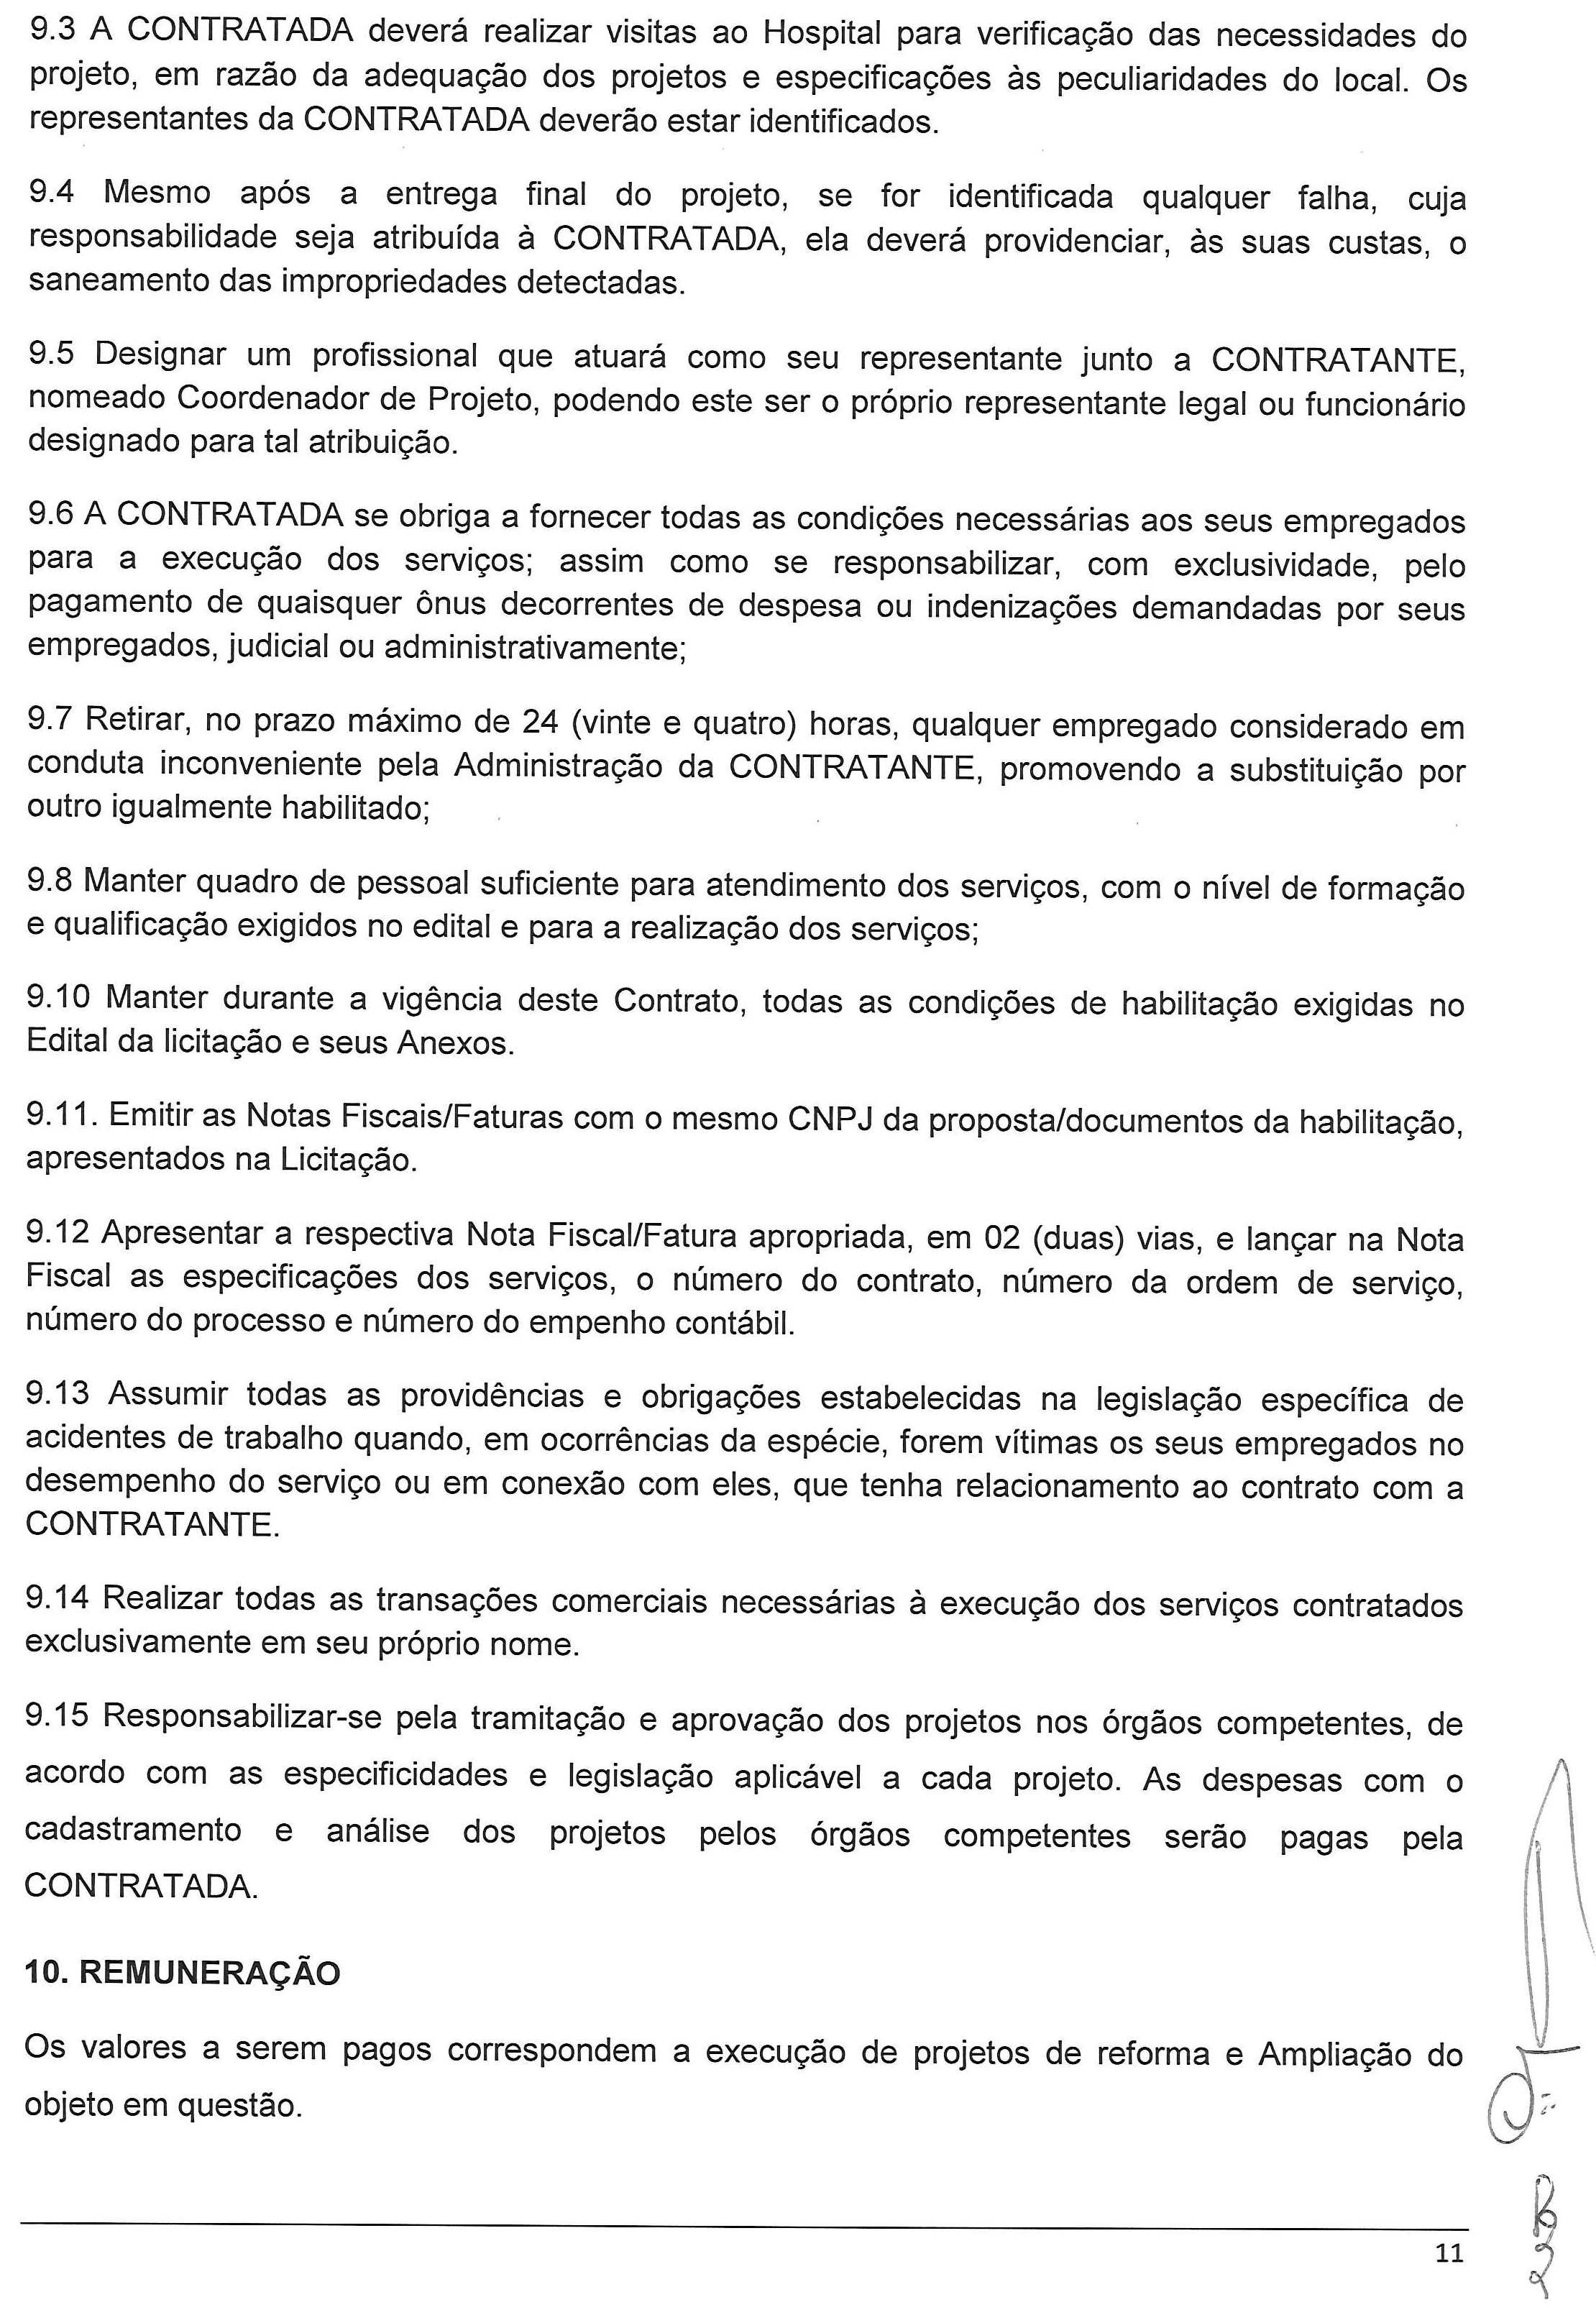 9.3 A CONTRATADA deverá realizar visitas ao Hospital para verificação das necessidades do
projeto, em razão da adequação dos projetos e especificações às peculiaridades do local. Os
representantes da CONTRATADA deverão estar identificados.
9.4 Mesmo após a entrega final do projeto, se for identificada qualquer falha, cuja
responsabilidade seja atribuída à CONTRATADA, ela deverá providenciar, às suas custas, o
saneamento das impropriedades detectadas.
9.5 Designar um profissional que atuará como seu representante junto a CONTRATANTE,
nomeado Coordenador de Projeto, podendo este ser o próprio representante legal ou funcionário
designado para tal atribuição.
9.6 A CONTRATADA se obriga a fornecer todas as condições necessárias aos seus empregados
para a execução dos serviços; assim como se responsabilizar, com exclusividade, pelo
pagamento de quaisquer ônus decorrentes de despesa ou indenizações demandadas por seus
empregados, judicial ou administrativamente;
9.7 Retirar, no prazo máximo de 24 (vinte e quatro) horas, qualquer empregado considerado em
conduta inconveniente pela Administração da CONTRATANTE, promovendo a substituição por
outro igualmente habilitado;
9.8 Manter quadro de pessoal suficiente para atendimento dos serviços, com o nível de formação
e qualificação exigidos no edital e para a realização dos serviços;
9.10 Manter durante a vigência deste Contrato, todas as condições de habilitação exigidas no
Edital da licitação e seus Anexos.
9.11. Emitir as Notas Fiscais/Faturas com o mesmo CNPJ da proposta/documentos da habilitação,
apresentados na Licitação.
9.12 Apresentar a respectiva Nota Fiscal/Fatura apropriada, em 02 (duas) vias, e lançar na Nota
Fiscal as especificações dos serviços, o número do contrato, número da ordem de serviço,
número do processo e número do empenho contábil.
9.13 Assumir todas as providências e obrigações estabelecidas na legislação específica de
acidentes de trabalho quando, em ocorrências da espécie, forem vítimas os seus empregados no
desempenho do serviço ou em conexão com eles, que tenha relacionamento ao contrato com a
CONTRATANTE.
9.14 Realizar todas as transações comerciais necessárias à execução dos serviços contratados
exclusivamente em seu próprio nome.
9.15 Responsabilizar-se pela tramitação e aprovação dos projetos nos órgãos competentes, de
acordo com as especificidades e legislação aplicável a cada projeto. As despesas com o
cadastramento e análise dos projetos pelos órgãos competentes serão pagas pela
CONTRATADA.
10. REMUNERAÇÃO
Os valores a serem pagos correspondem a execução de projetos de reforma e Ampliação do
objeto em questão.
11